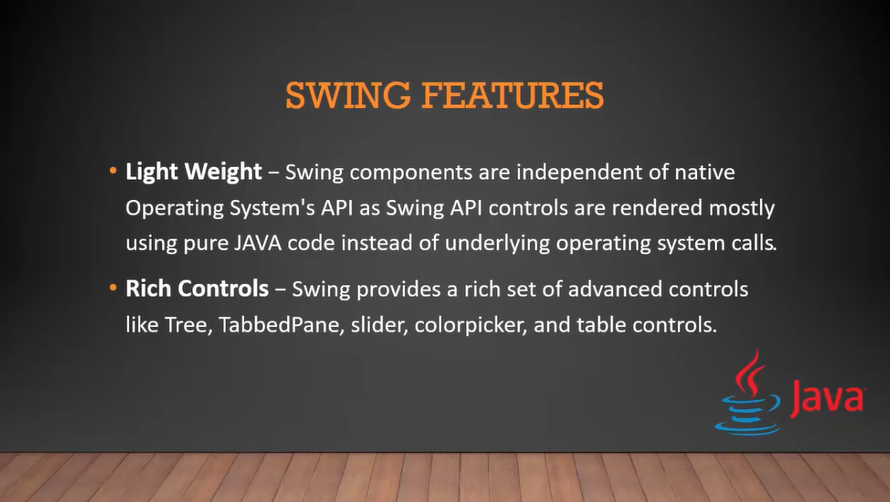 SWING FEATURES
• Light Weight – Swing components are independent of native
Operating System's API as Swing API controls are rendered mostly
using pure JAVA code instead of underlying operating system calls.
• Rich Controls – Swing provides a rich set of advanced controls
like Tree, TabbedPane, slider, colorpicker, and table controls.
Java